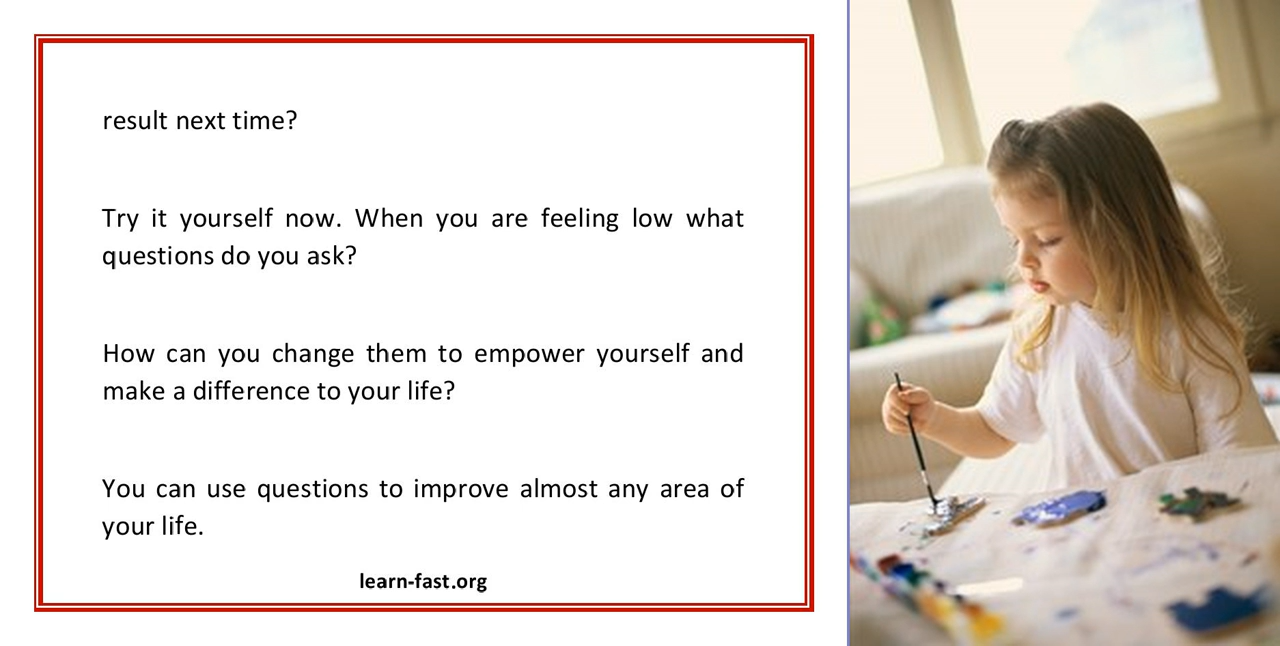 result next time?
Try it yourself now. When you are feeling low what
questions do you ask?
How can you change them to empower yourself and
make a difference to your life?
You can use questions to improve almost any area of
your life.
learn-fast.org